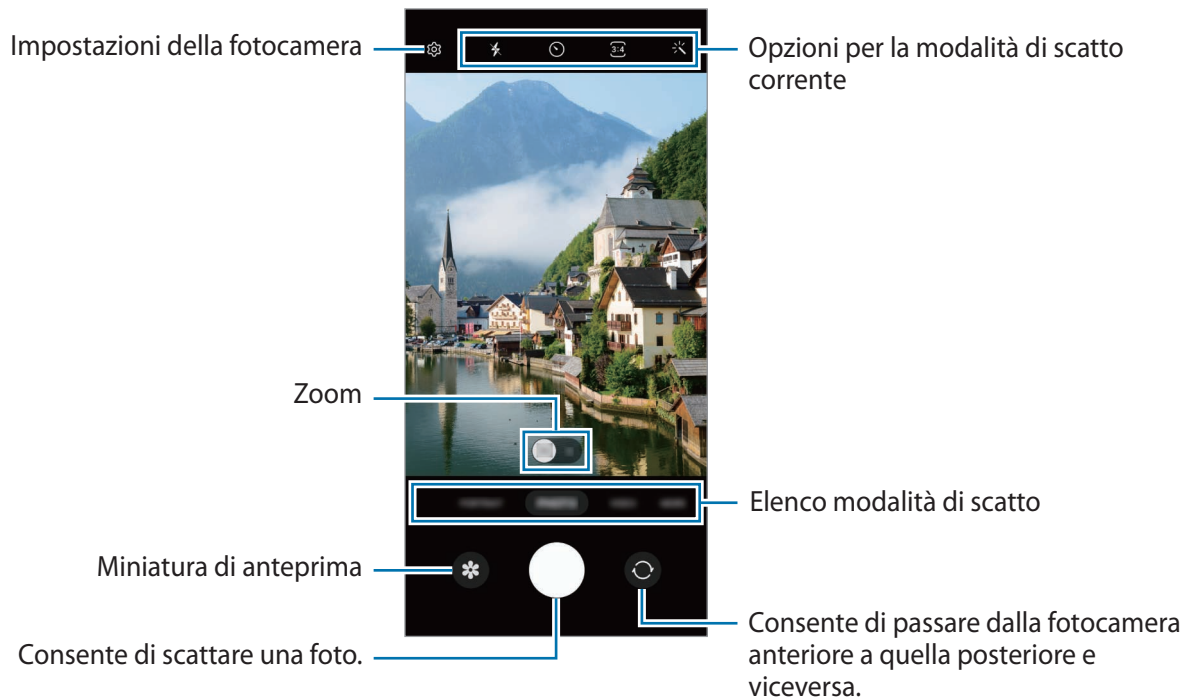 Impostazioni della fotocamera
3:4
Opzioni per la modalità di scatto
corrente
Zoom
Elenco modalità di scatto
Miniatura di anteprima
Consente di scattare una foto.
Consente di passare dalla fotocamera
anteriore a quella posteriore e
viceversa.